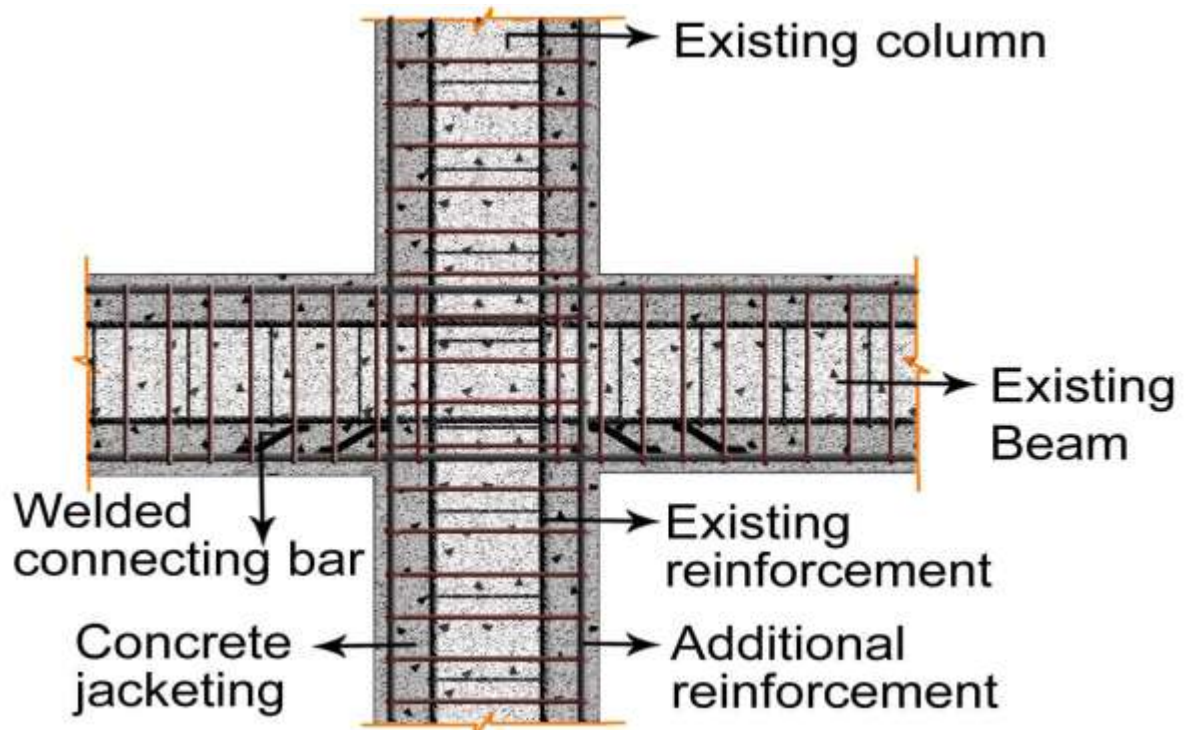 Existing column
Existing
Beam
Welded
connecting bar
Existing
reinforcement
Concrete
jacketing
Additional
reinforcement